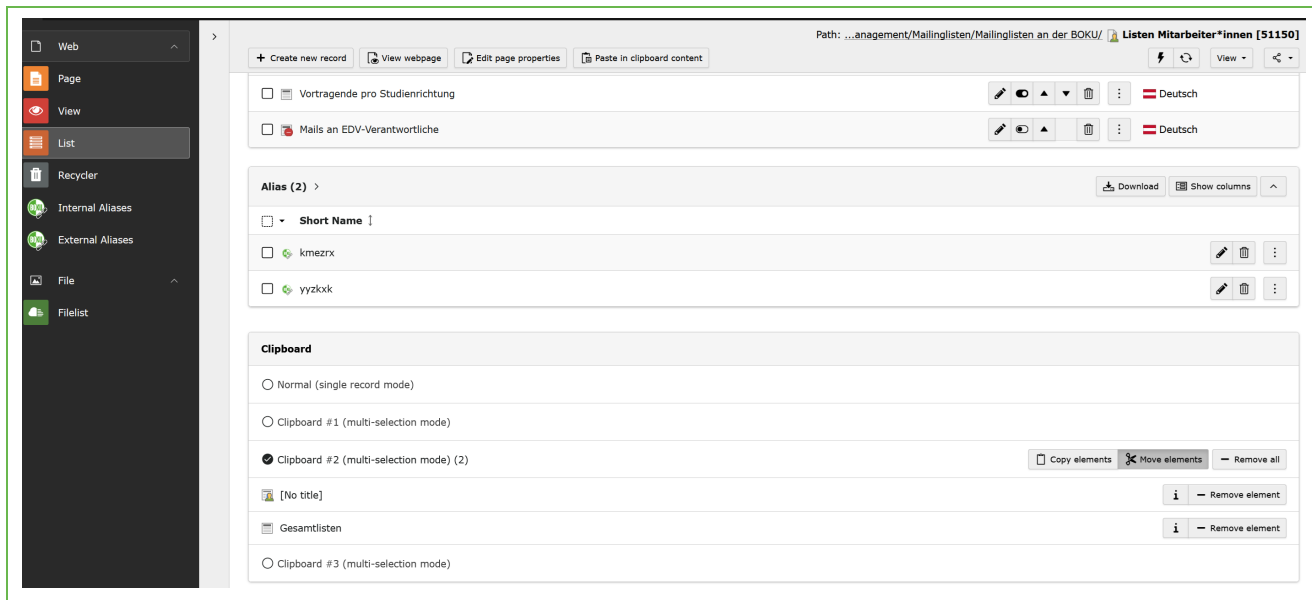 Path: ...anagement/Mailinglisten/Mailinglisten an der BOKU/ Listen Mitarbeiter*innen [51150]
Web
Page
View
List
Recycler
Internal Aliases
External Aliases
File
Filelist
Create new record View webpage Edit page properties Paste in clipboard content View
Vortragende pro Studienrichtung Deutsch
Mails an EDV-Verantwortliche Deutsch
Alias (2) Download Show columns
Short Name
kmezrx
yyzkxk
Clipboard
Normal (single record mode)
Clipboard #1 (multi-selection mode)
Clipboard #2 (multi-selection mode) (2) Copy elements Move elements Remove all
[No title] Remove element
Gesamtlisten Remove element
Clipboard #3 (multi-selection mode)